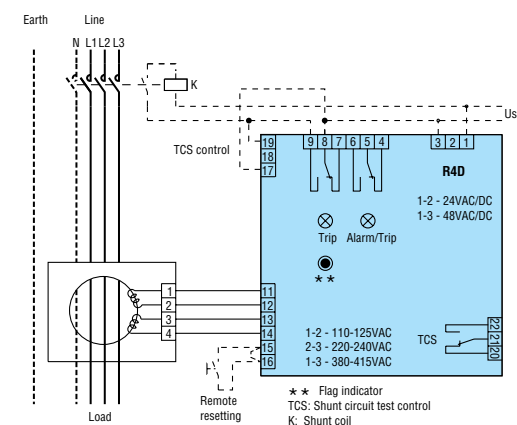 Earth Line
N L1 L2 L3
K
Us
TCS control
19 9 8 7 6 5 4 3 2 1
18
17
R4D
1-2 - 24VAC/DC
1-3 - 48VAC/DC
Trip Alarm/Trip
**
1 11
2 12
3 13
4 14
15
16
1-2 - 110-125VAC
2-3 - 220-240VAC
1-3 - 380-415VAC
TCS
22
21
20
Remote
resetting
Load
** Flag indicator
TCS: Shunt circuit test control
K: Shunt coil